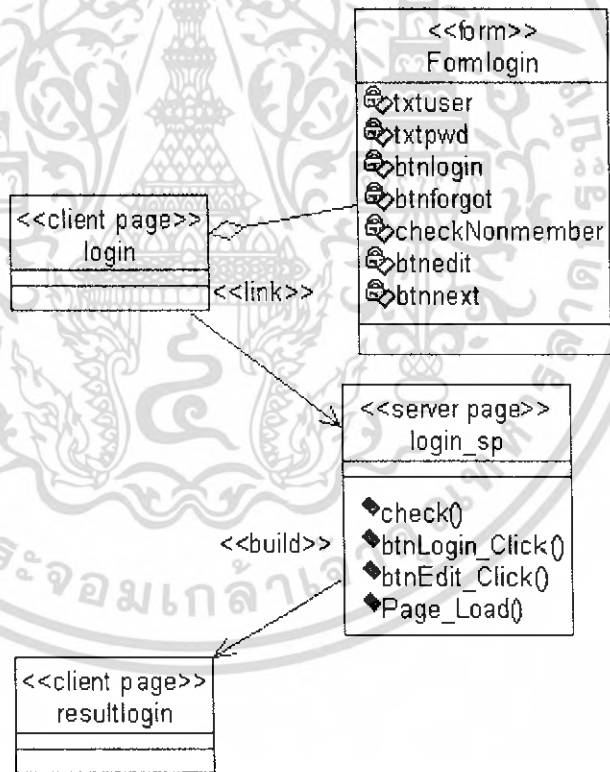 <<form>>
Formlogin
txtuser
txtpwd
btnlogin
btnforgot
checkNonmember
btnedit
btnnext
<<client page>>
login
<<link>>
<<server page>>
login_sp
check()
btnLogin_Click()
btnEdit_Click()
Page_Load()
<<build>>
<<client page>>
resultlogin